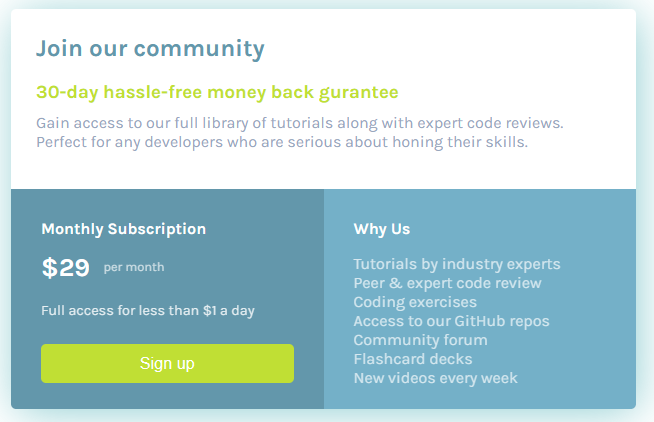 Join our community
30-day hassle-free money back gurantee
Gain access to our full library of tutorials along with expert code reviews.
Perfect for any developers who are serious about honing their skills.
Monthly Subscription
$29 per month
Full access for less than $1 a day
Sign up
Why Us
Tutorials by industry experts
Peer & expert code review
Coding exercises
Access to our GitHub repos
Community forum
Flashcard decks
New videos every week